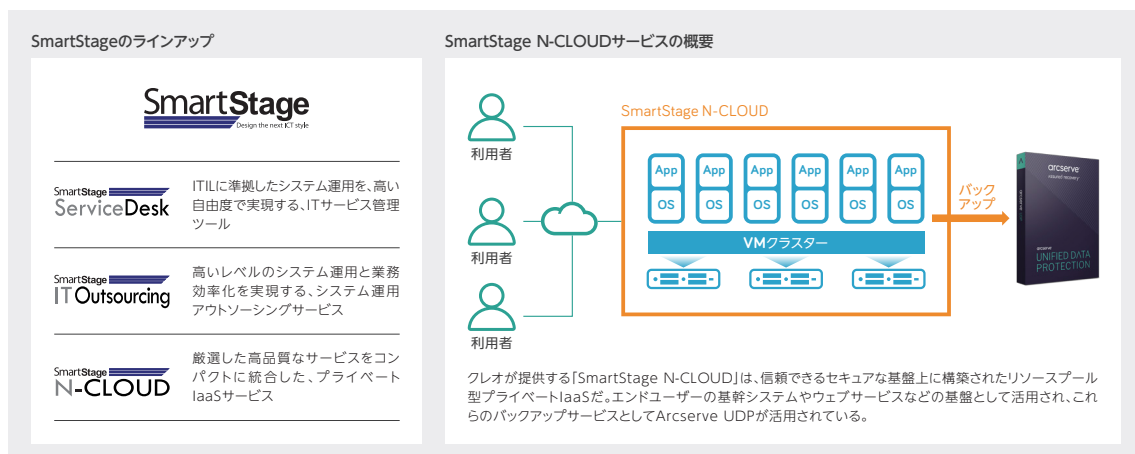 SmartStageのラインアップ
SmartStage
Design the next ICT style
SmartStage
ServiceDesk
ITILに準拠したシステム運用を、高い
自由度で実現する、ITサービス管理
ツール
SmartStage
IT Outsourcing
高いレベルのシステム運用と業務
効率化を実現する、システム運用
アウトソーシングサービス
SmartStage
N-CLOUD
厳選した高品質なサービスをコン
パクトに統合した、プライベート
IaaSサービス
SmartStage N-CLOUDサービスの概要
利用者
利用者
利用者
SmartStage N-CLOUD
App App App App App App
OS OS OS OS OS OS
VMクラスター
バック
アップ
arcserve
assured recovery
arcserve
UNIFIED DATA
PROTECTION
クレオが提供する「SmartStage N-CLOUD」は、信頼できるセキュアな基盤上に構築されたリソースプール
型プライベートIaaSだ。エンドユーザーの基幹システムやウェブサービスなどの基盤として活用され、これ
らのバックアップサービスとしてArcserve UDPが活用されている。